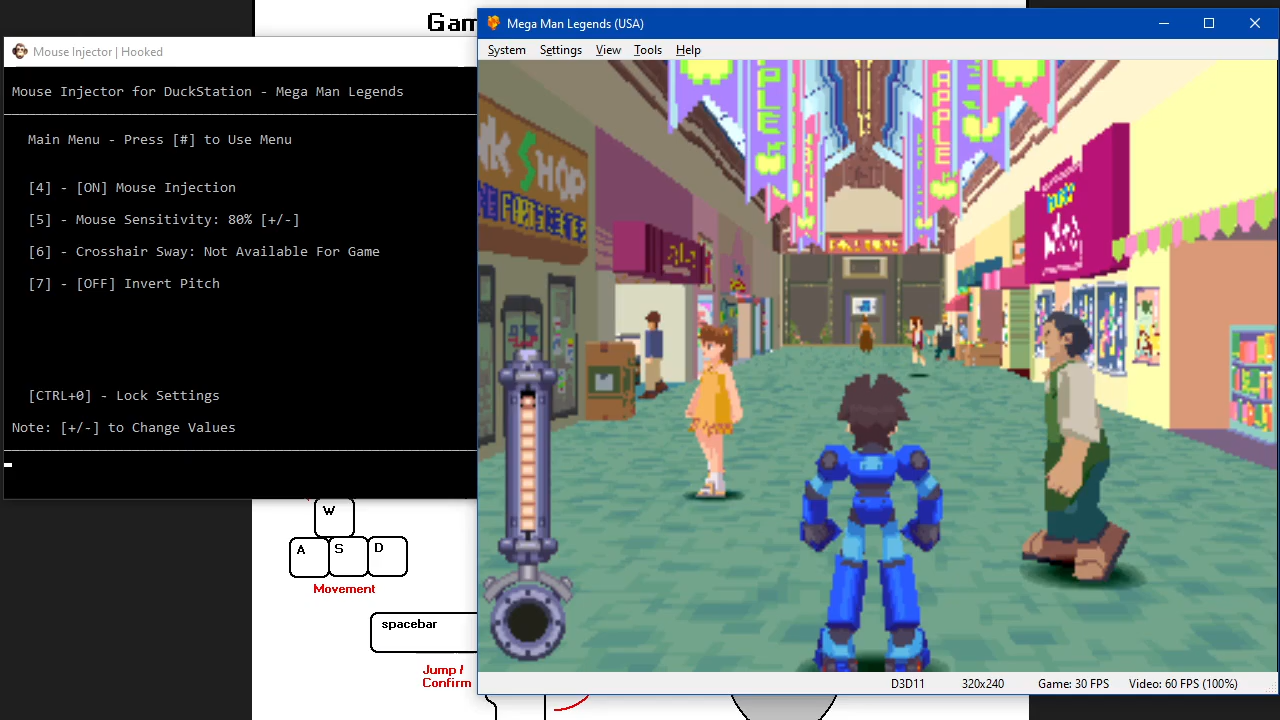 Gam
Mouse Injector | Hooked
Mouse Injector for DuckStation - Mega Man Legends
Main Menu - Press [#] to Use Menu
[4] - [ON] Mouse Injection
[5] - Mouse Sensitivity: 80% [+/-]
[6] - Crosshair Sway: Not Available For Game
[7] - [OFF] Invert Pitch
[CTRL+0] - Lock Settings
Note: [+/-] to Change Values
W
A S D
Movement
spacebar
Jump /
Confirm
Mega Man Legends (USA)
System Settings View Tools Help
PLE
APPLE
NK SHOP
D3D11 320x240 Game: 30 FPS Video: 60 FPS (100%)